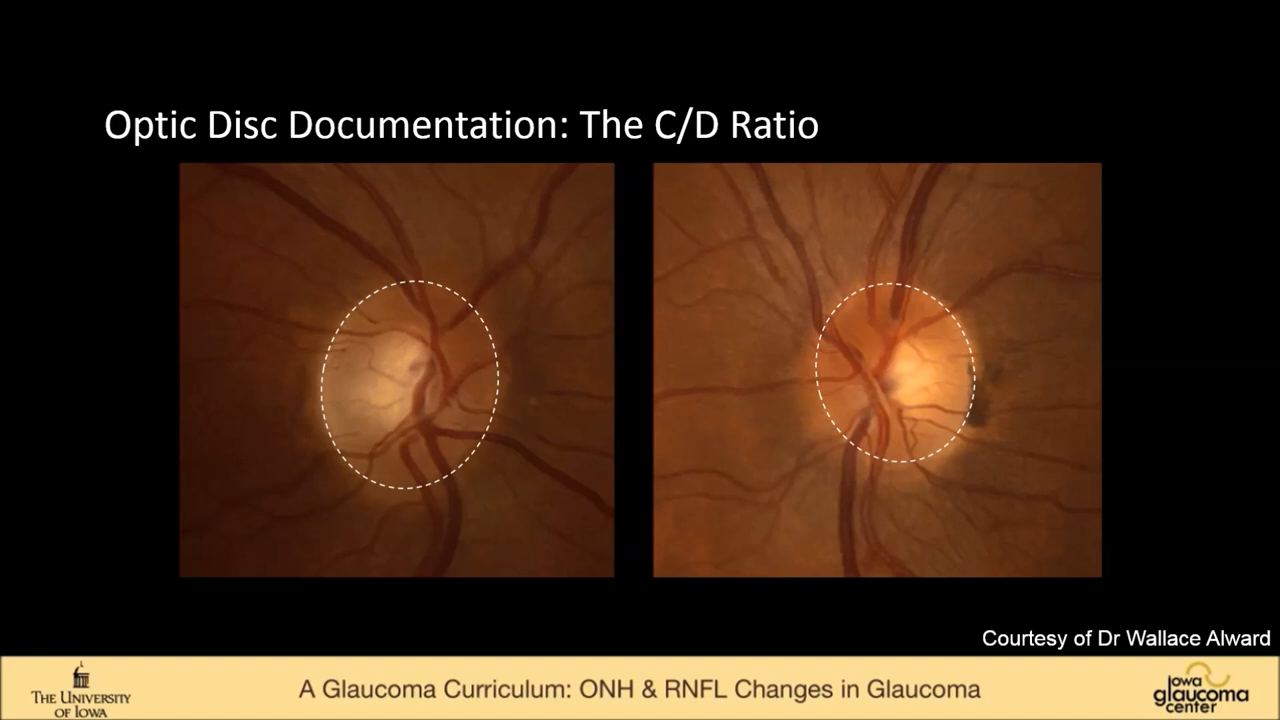 Optic Disc Documentation: The C/D Ratio
Courtesy of Dr Wallace Alward
THE UNIVERSITY
OF IOWA
A Glaucoma Curriculum: ONH & RNFL Changes in Glaucoma
Iowa
glaucoma
center